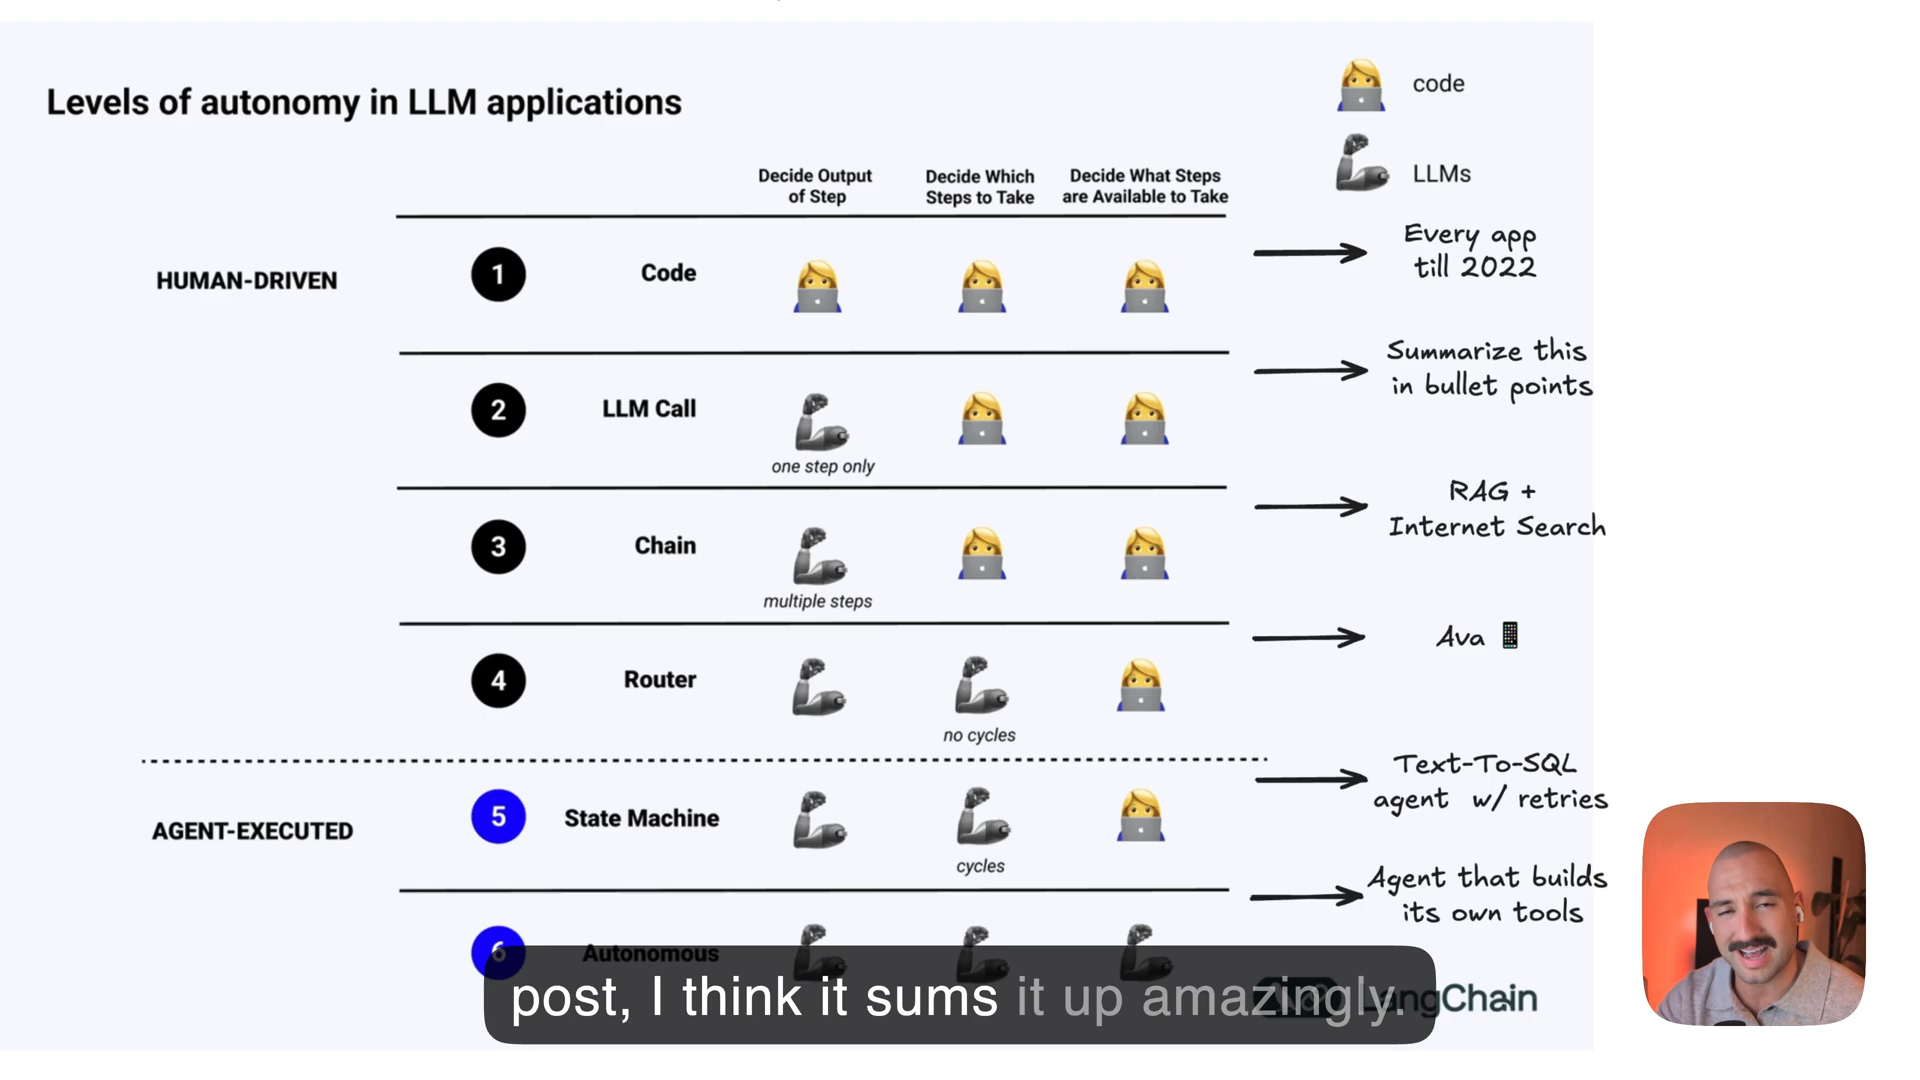 Levels of autonomy in LLM applications
code
LLMs
Decide Output
of Step
Decide Which
Steps to Take
Decide What Steps
are Available to Take
HUMAN-DRIVEN
1
Code
Every app
till 2022
2
LLM Call
one step only
Summarize this
in bullet points
3
Chain
multiple steps
RAG +
Internet Search
4
Router
no cycles
Ava
AGENT-EXECUTED
5
State Machine
cycles
Text-To-SQL
agent w/ retries
6
Autonomous
Agent that builds
its own tools
post, I think it sums it up amazingly.
LangChain